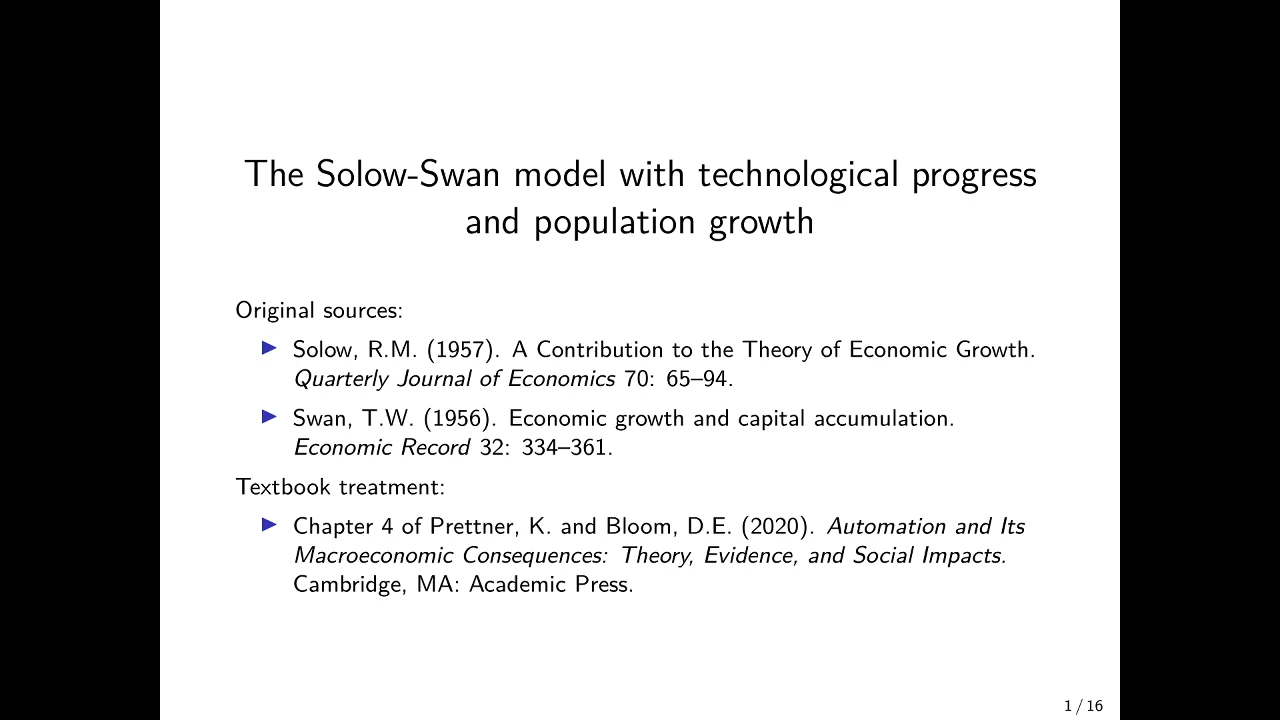 The Solow-Swan model with technological progress
and population growth
Original sources:
▶ Solow, R.M. (1957). A Contribution to the Theory of Economic Growth.
Quarterly Journal of Economics 70: 65–94.
▶ Swan, T.W. (1956). Economic growth and capital accumulation.
Economic Record 32: 334–361.
Textbook treatment:
▶ Chapter 4 of Prettner, K. and Bloom, D.E. (2020). Automation and Its
Macroeconomic Consequences: Theory, Evidence, and Social Impacts.
Cambridge, MA: Academic Press.
1 / 16